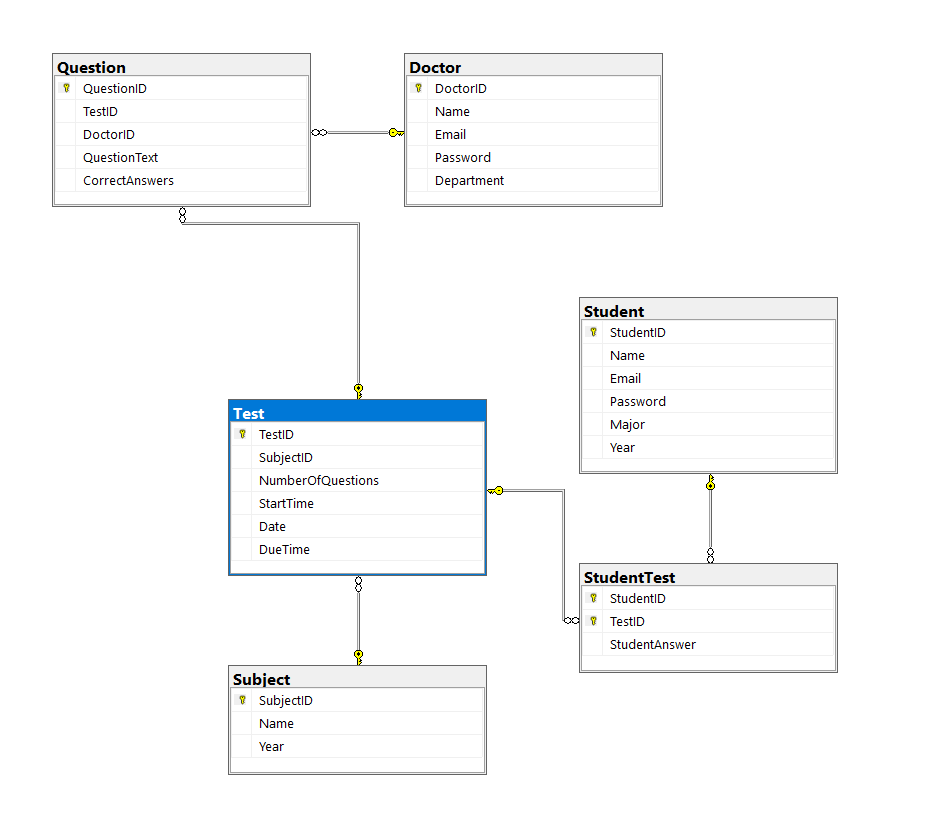 Question
QuestionID
TestID
DoctorID
QuestionText
CorrectAnswers
Doctor
DoctorID
Name
Email
Password
Department
Student
StudentID
Name
Email
Password
Major
Year
Test
TestID
SubjectID
NumberOfQuestions
StartTime
Date
DueTime
StudentTest
StudentID
TestID
StudentAnswer
Subject
SubjectID
Name
Year